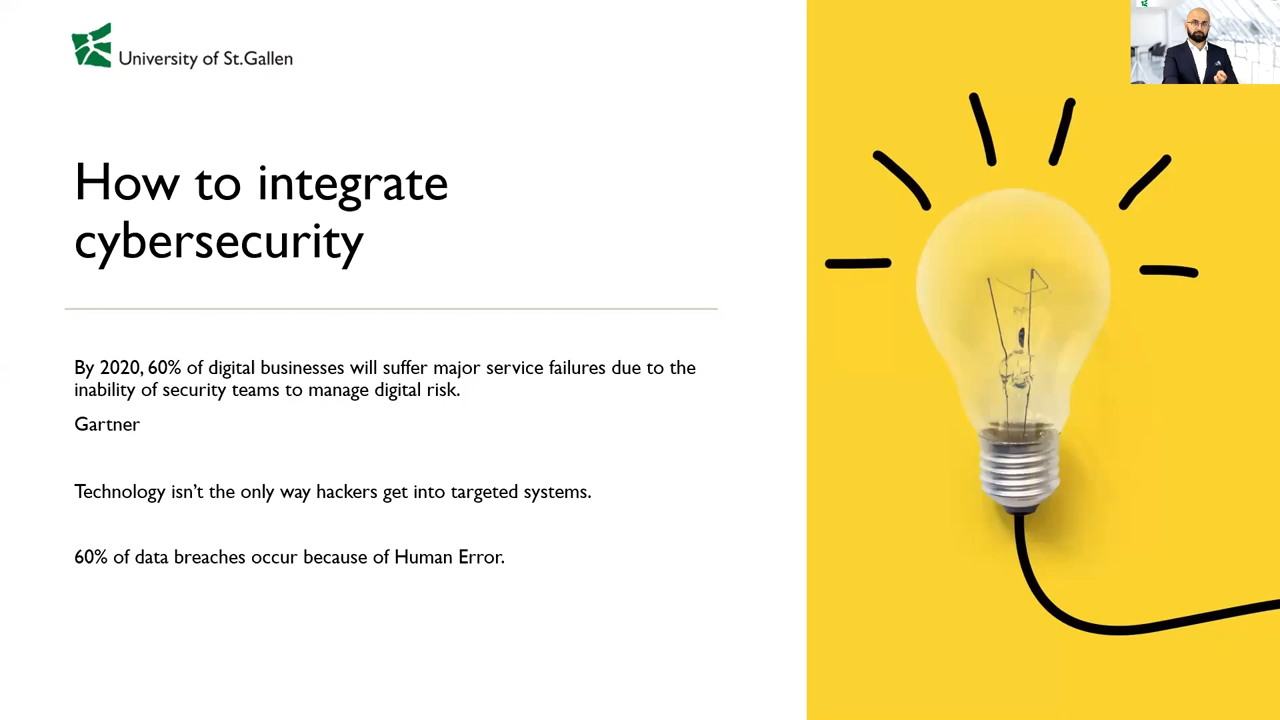 University of St.Gallen
How to integrate
cybersecurity
By 2020, 60% of digital businesses will suffer major service failures due to the
inability of security teams to manage digital risk.
Gartner
Technology isn’t the only way hackers get into targeted systems.
60% of data breaches occur because of Human Error.